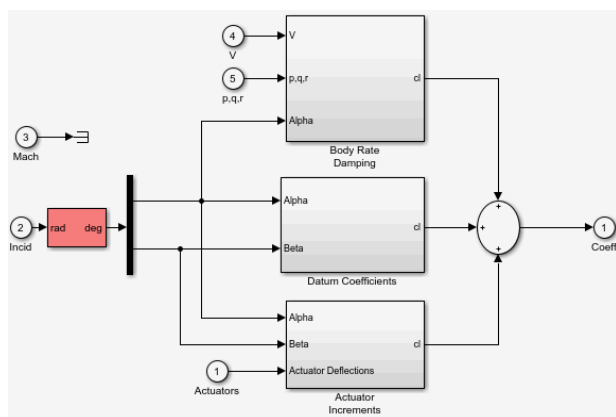 4
V
V
5
p,q,r
p,q,r
cl
Alpha
Body Rate
Damping
3
Mach
2
Incid
rad deg
Alpha
Beta
cl
Datum Coefficients
+
+
+
1
Coeff
Alpha
Beta
cl
1
Actuators
Actuator Deflections
Actuator
Increments